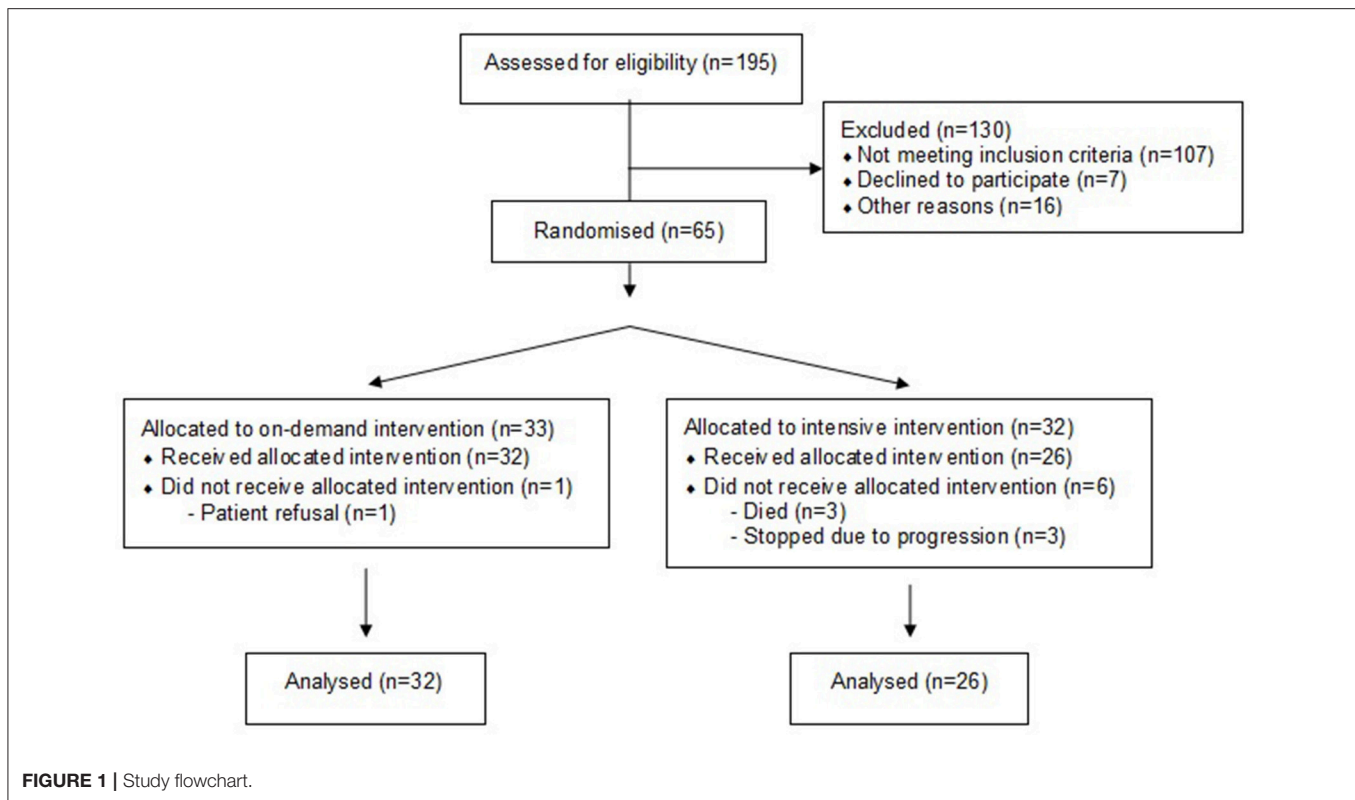 Assessed for eligibility (n=195)
Excluded (n=130)
♦ Not meeting inclusion criteria (n=107)
♦ Declined to participate (n=7)
♦ Other reasons (n=16)
Randomised (n=65)
Allocated to on-demand intervention (n=33)
♦ Received allocated intervention (n=32)
♦ Did not receive allocated intervention (n=1)
- Patient refusal (n=1)
Allocated to intensive intervention (n=32)
♦ Received allocated intervention (n=26)
♦ Did not receive allocated intervention (n=6)
- Died (n=3)
- Stopped due to progression (n=3)
Analysed (n=32)
Analysed (n=26)
FIGURE 1 | Study flowchart.